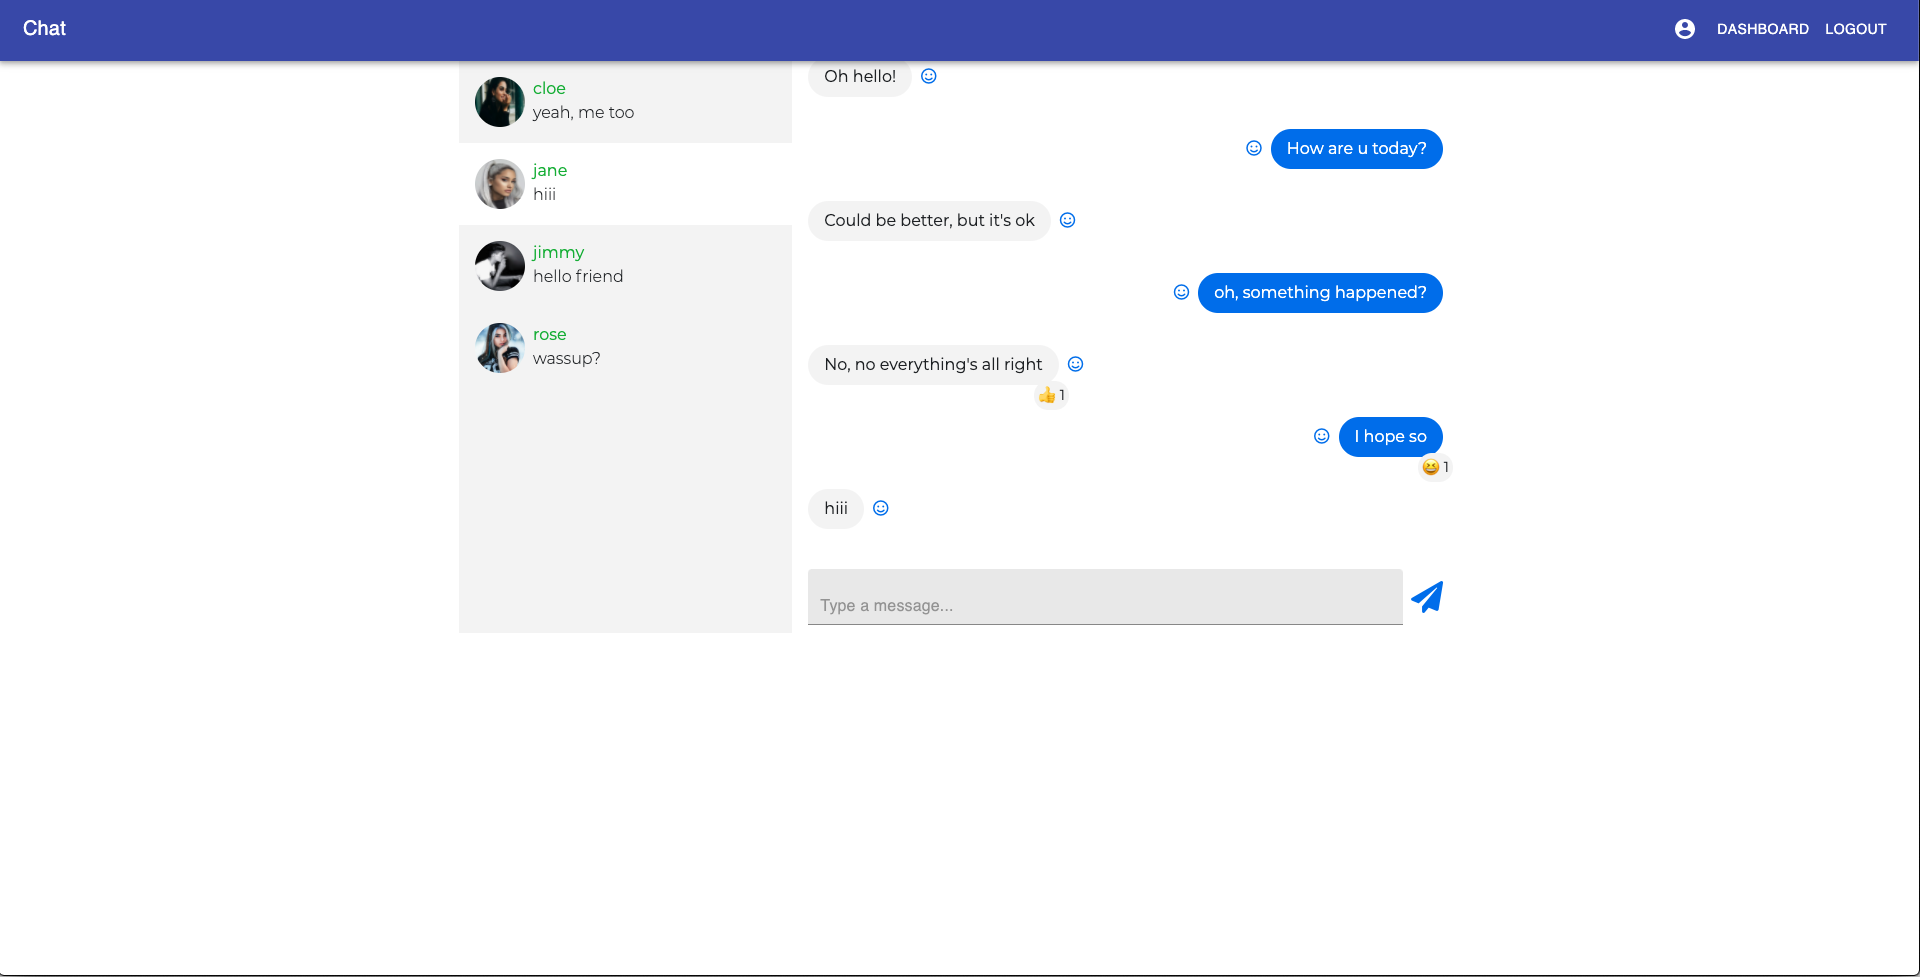 Chat
DASHBOARD LOGOUT
cloe
yeah, me too
jane
hiii
jimmy
hello friend
rose
wassup?
Oh hello!
How are u today?
Could be better, but it's ok
oh, something happened?
No, no everything's all right
👍 1
I hope so
😆 1
hiii
Type a message...